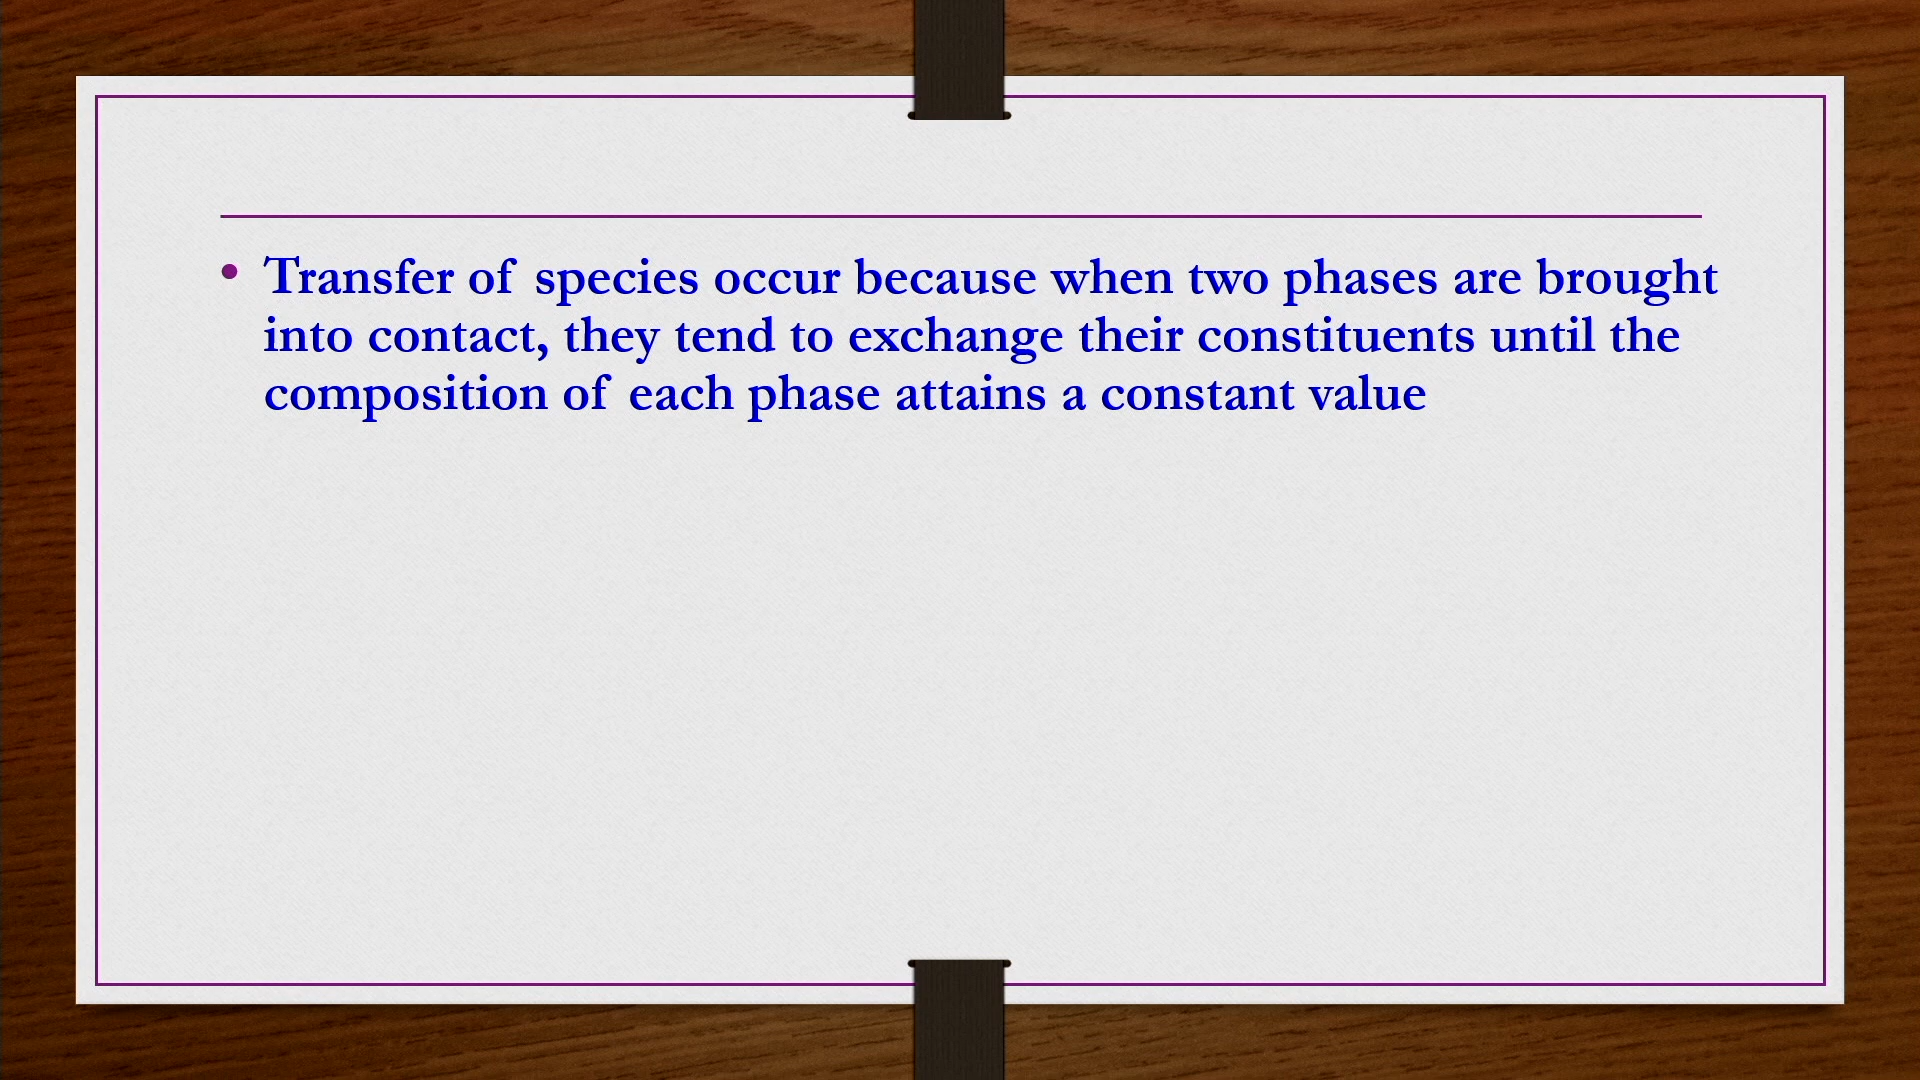 • Transfer of species occur because when two phases are brought
into contact, they tend to exchange their constituents until the
composition of each phase attains a constant value